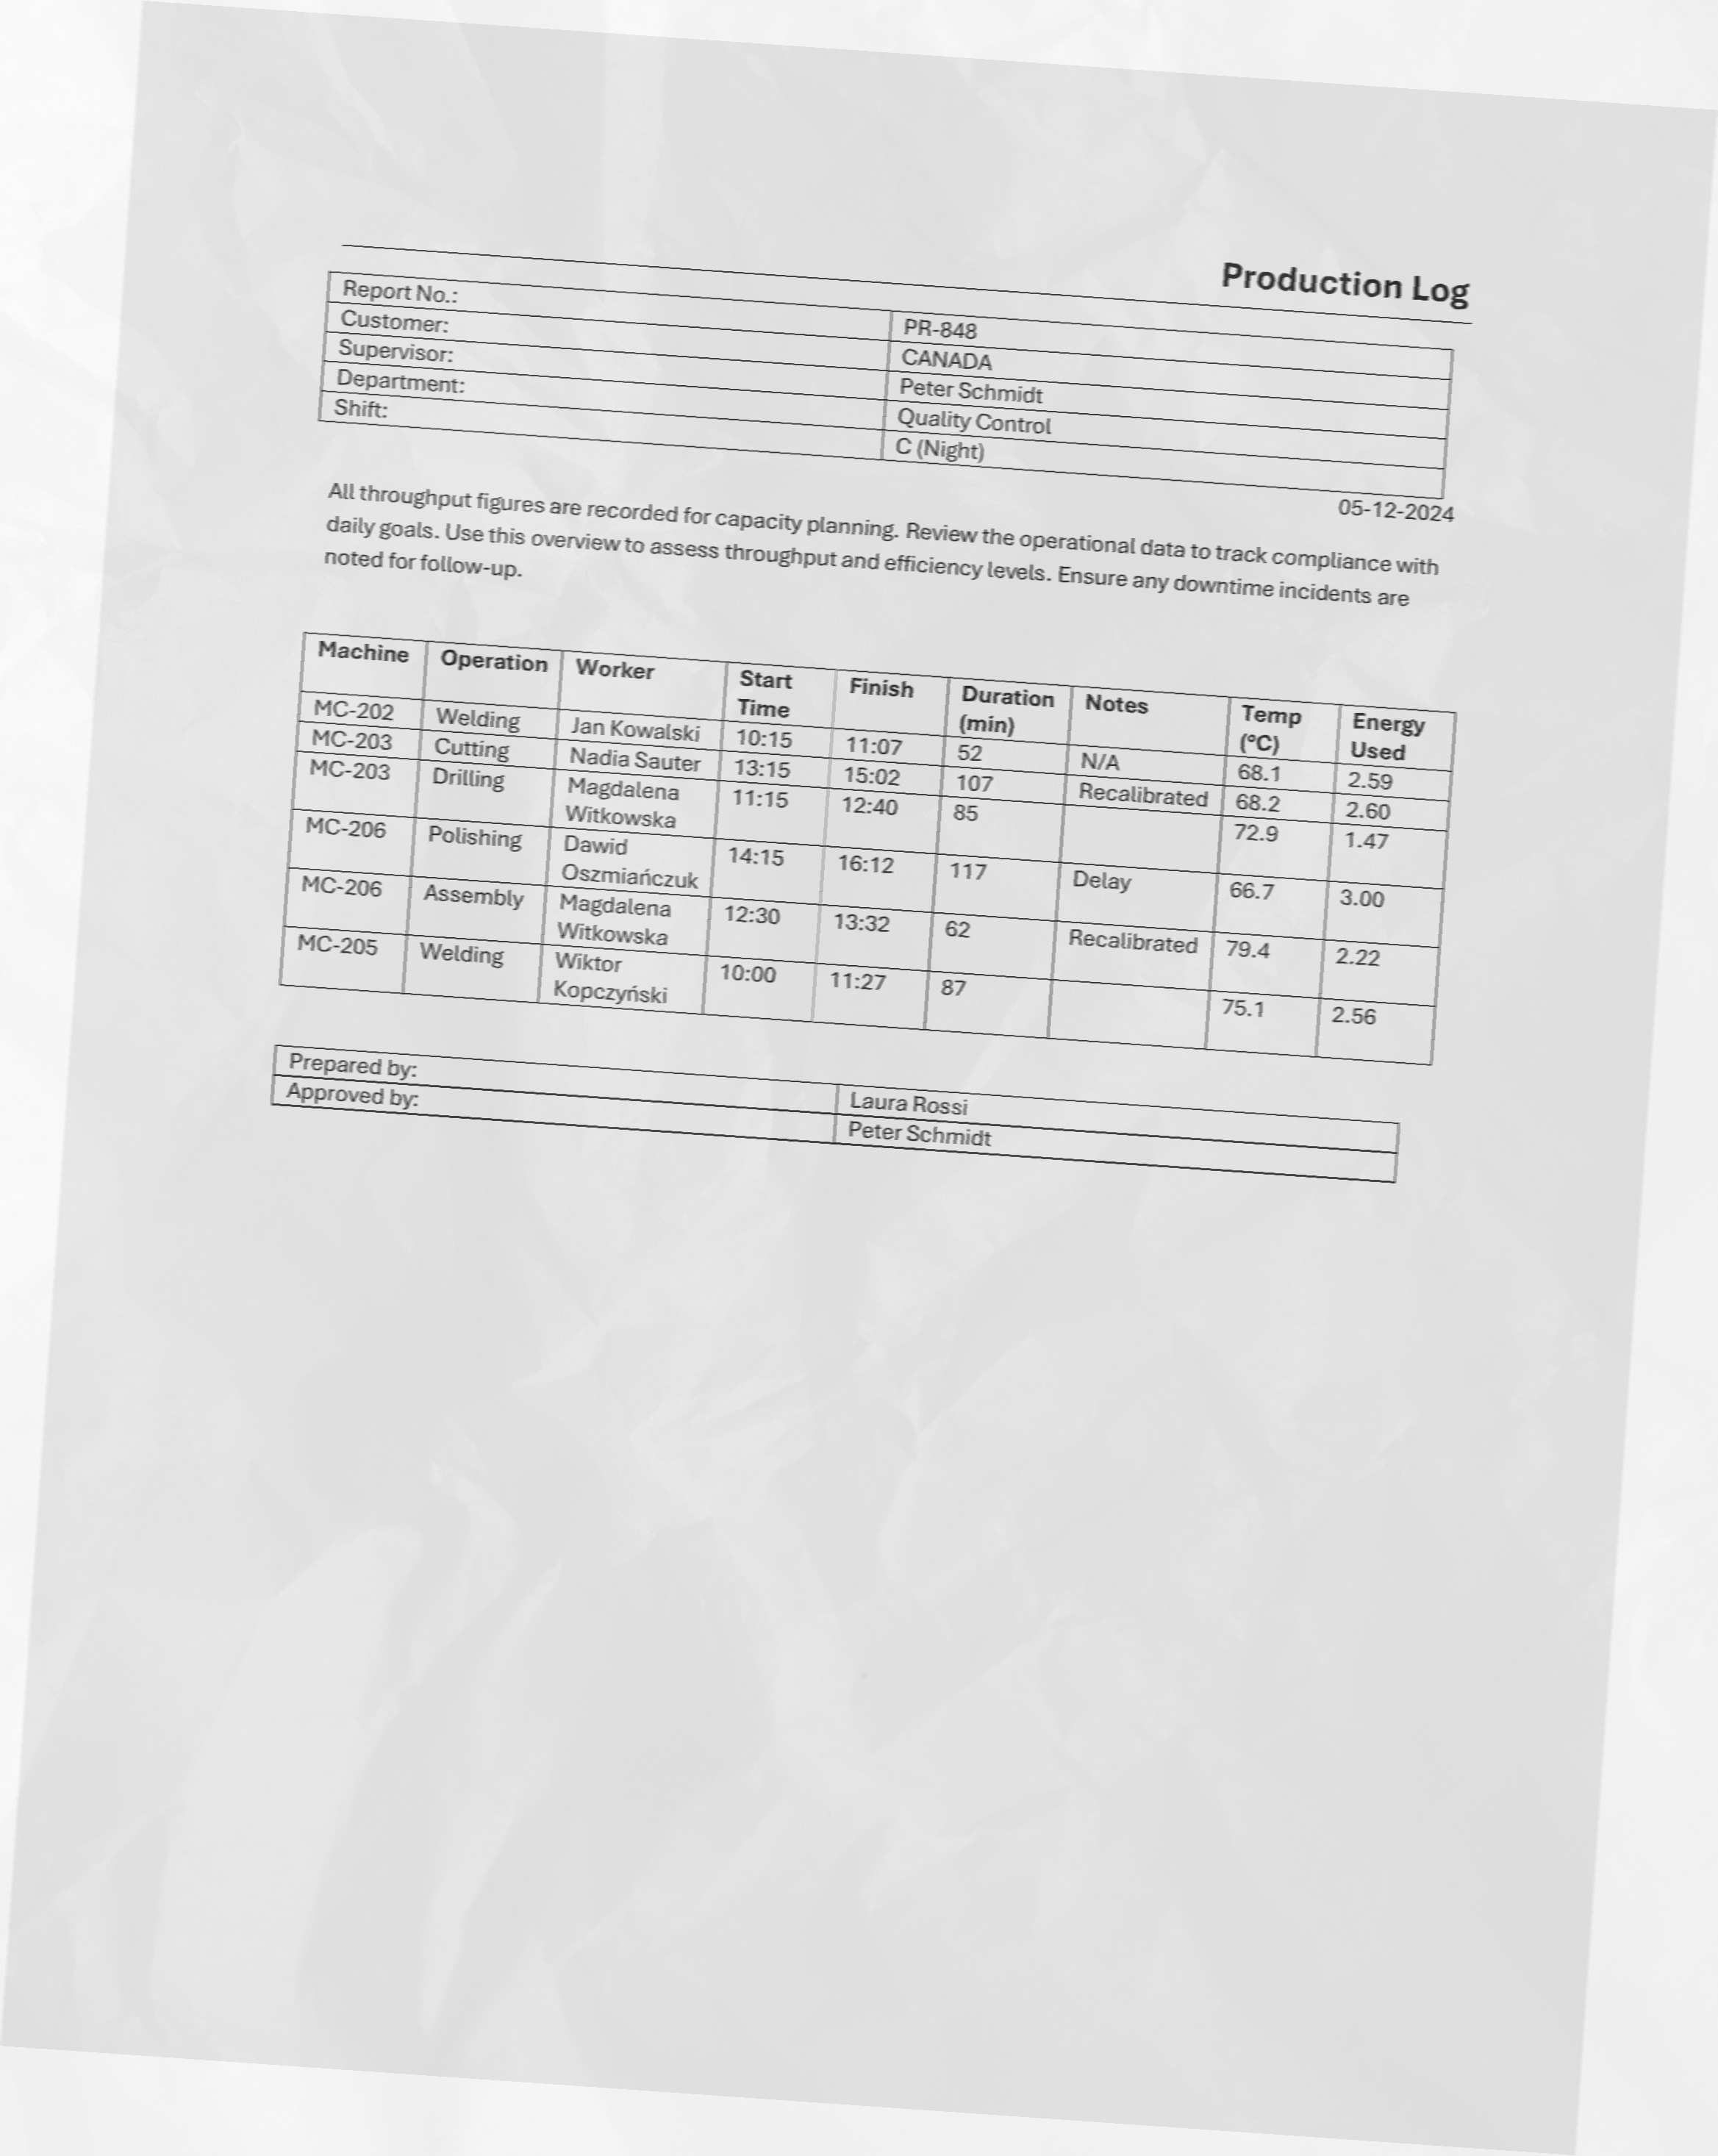 Production Log
Report No.: PR-848
Customer: CANADA
Supervisor: Peter Schmidt
Department: Quality Control
Shift: C (Night)
05-12-2024
All throughput figures are recorded for capacity planning. Review the operational data to track compliance with
daily goals. Use this overview to assess throughput and efficiency levels. Ensure any downtime incidents are
noted for follow-up.
Machine Operation Worker Start Time Finish Duration (min) Notes Temp (°C) Energy Used
MC-202 Welding Jan Kowalski 10:15 11:07 52 N/A 68.1 2.59
MC-203 Cutting Nadia Sauter 13:15 15:02 107 Recalibrated 68.2 2.60
MC-203 Drilling Magdalena Witkowska 11:15 12:40 85 72.9 1.47
MC-206 Polishing Dawid Oszmiańczuk 14:15 16:12 117 Delay 66.7 3.00
MC-206 Assembly Magdalena Witkowska 12:30 13:32 62 Recalibrated 79.4 2.22
MC-205 Welding Wiktor Kopczyński 10:00 11:27 87 75.1 2.56
Prepared by: Laura Rossi
Approved by: Peter Schmidt